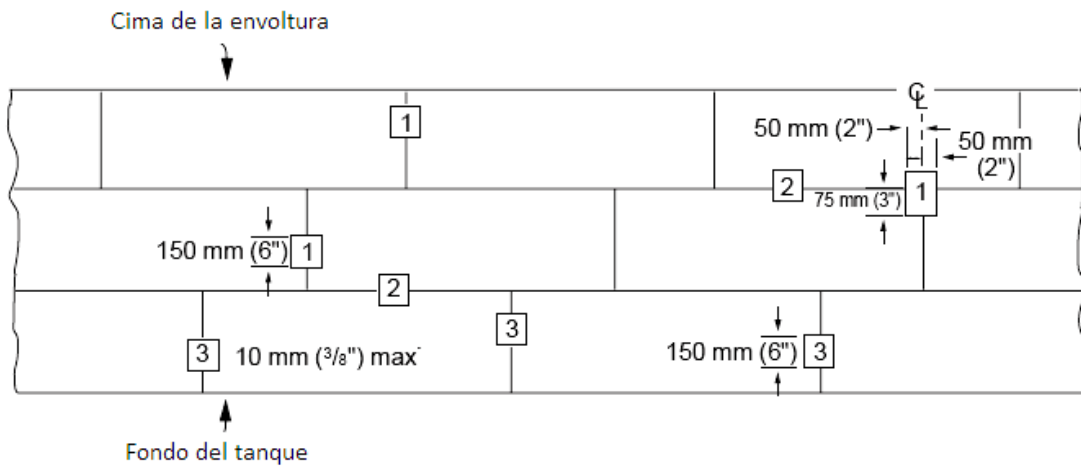 Cima de la envoltura
℄
1
50 mm (2")
50 mm
(2")
2
75 mm (3")
1
150 mm (6")
1
2
3
3
10 mm (3/8") max
150 mm (6")
3
Fondo del tanque